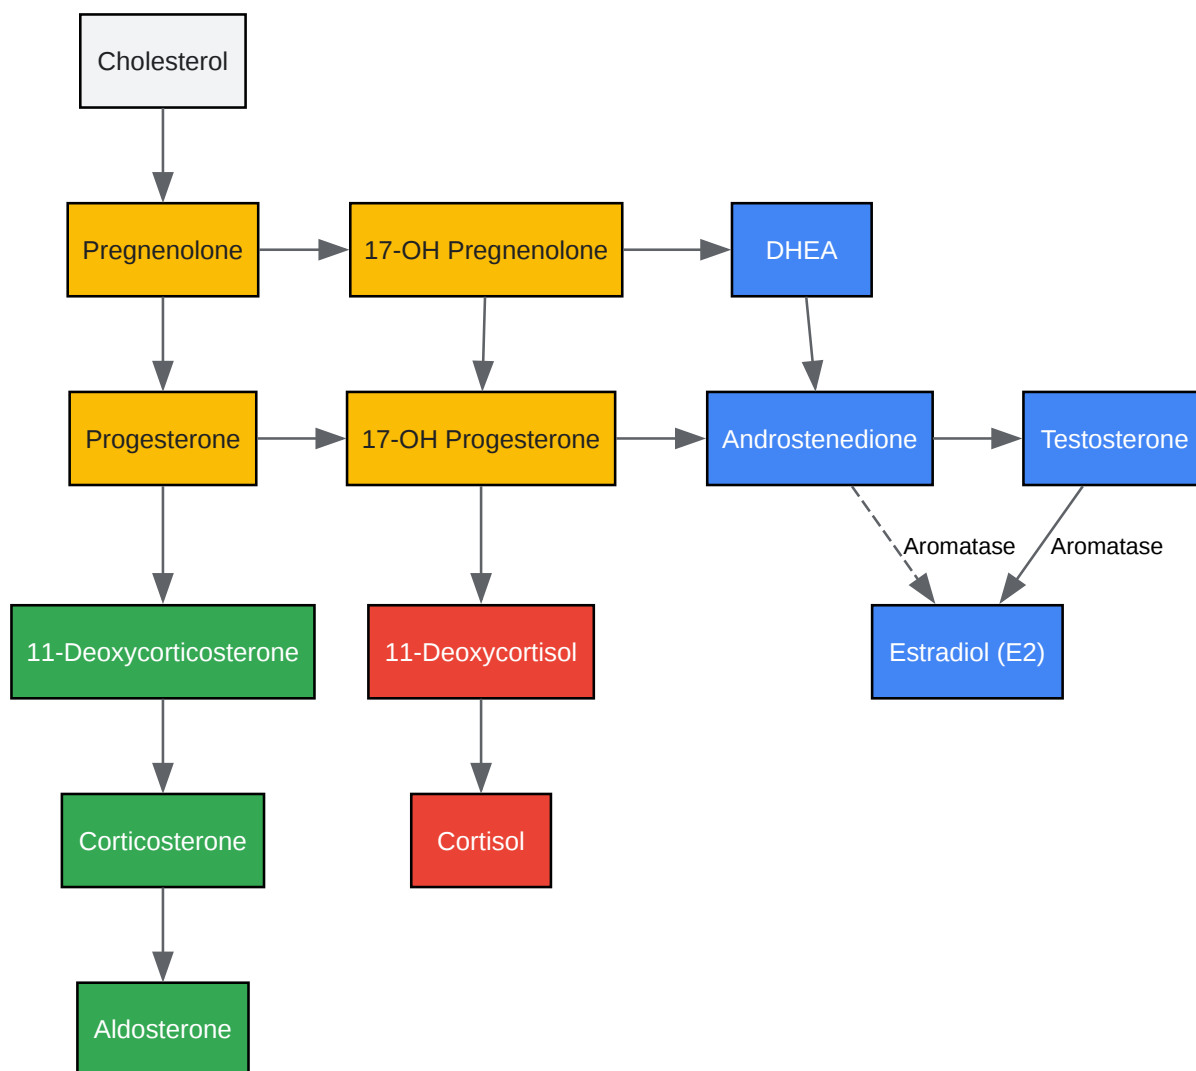 Cholesterol
Pregnenolone
17-OH Pregnenolone
DHEA
Progesterone
17-OH Progesterone
Androstenedione
Testosterone
Aromatase
Aromatase
11-Deoxycorticosterone
11-Deoxycortisol
Estradiol (E2)
Corticosterone
Cortisol
Aldosterone